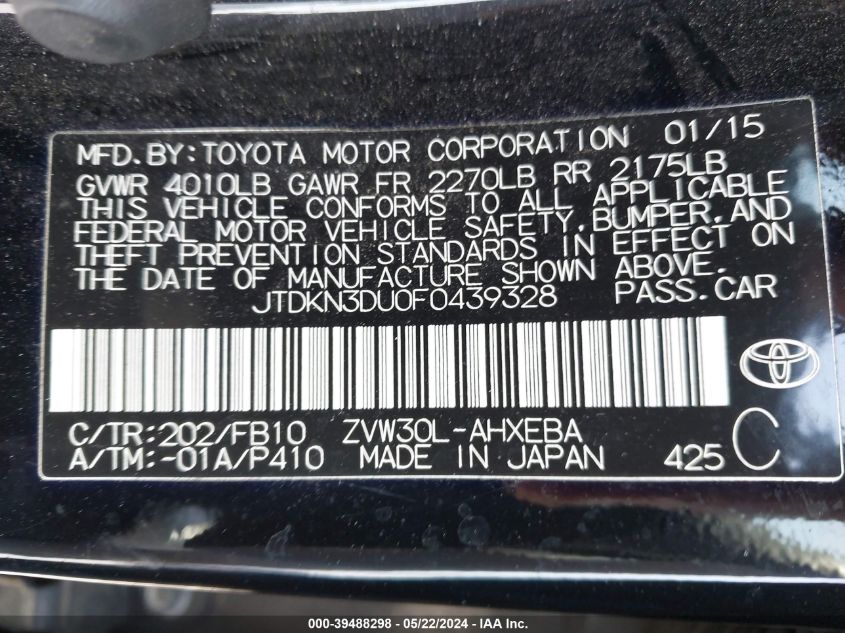 MFD.BY:TOYOTA MOTOR CORPORATION 01/15
GVWR 4010LB GAWR FR 2270LB RR 2175LB
THIS VEHICLE CONFORMS TO ALL APPLICABLE
FEDERAL MOTOR VEHICLE SAFETY,BUMPER,AND
THEFT PREVENTION STANDARDS IN EFFECT ON
THE DATE OF MANUFACTURE SHOWN ABOVE.
JTDKN3DU0F0439328 PASS.CAR
C/TR:202/FB10 ZVW30L-AHXEBA
A/TM:-01A/P410 MADE IN JAPAN 425 C
000-39488298 - 05/22/2024 - IAA Inc.